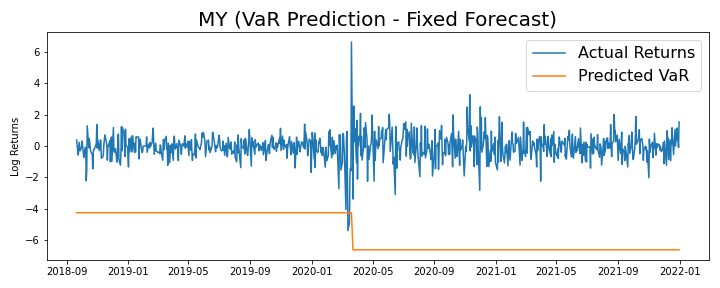 MY (VaR Prediction - Fixed Forecast)
Actual Returns
Predicted VaR
Log Returns
6
4
2
0
−2
−4
−6
2018-09 2019-01 2019-05 2019-09 2020-01 2020-05 2020-09 2021-01 2021-05 2021-09 2022-01